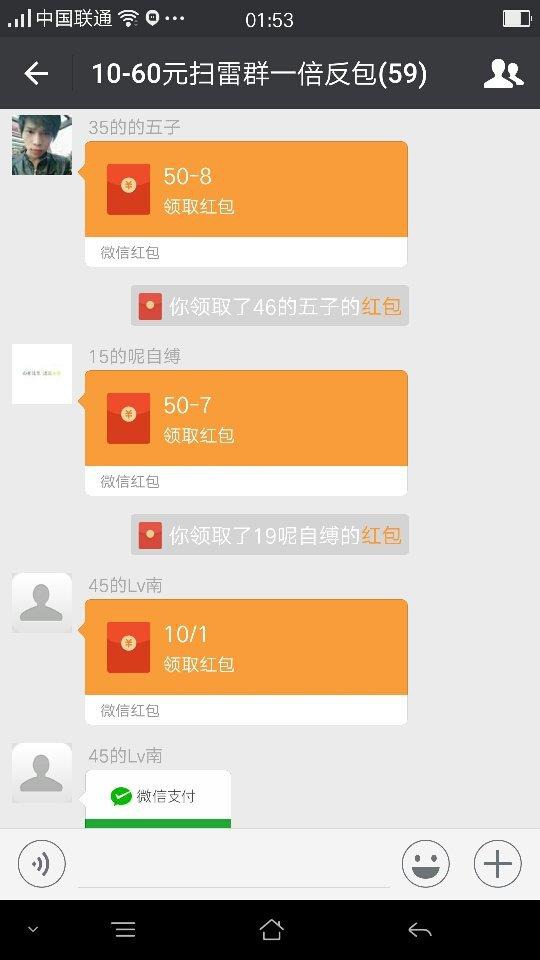 中国联通 01:53
10-60元扫雷群一倍反包(59)
35的的五子
50-8
领取红包
微信红包
你领取了46的五子的红包
15的呢自缚
50-7
领取红包
微信红包
你领取了19呢自缚的红包
45的Lv南
10/1
领取红包
微信红包
45的Lv南
微信支付